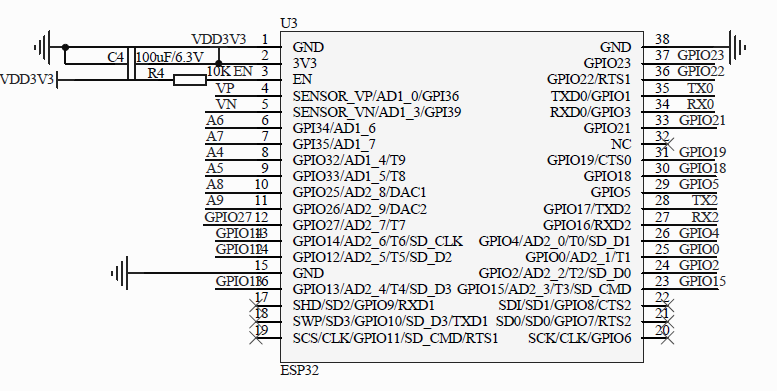 U3
VDD3V3 1 GND GND 38
C4 100uF/6.3V 2 3V3 GPIO23 37 GPIO23
VDD3V3 R4 10K EN 3 EN GPIO22/RTS1 36 GPIO22
VP 4 SENSOR_VP/AD1_0/GPI36 TXD0/GPIO1 35 TX0
VN 5 SENSOR_VN/AD1_3/GPI39 RXD0/GPIO3 34 RX0
A6 6 GPI34/AD1_6 GPIO21 33 GPIO21
A7 7 GPI35/AD1_7 NC 32
A4 8 GPIO32/AD1_4/T9 GPIO19/CTS0 31 GPIO19
A5 9 GPIO33/AD1_5/T8 GPIO18 30 GPIO18
A8 10 GPIO25/AD2_8/DAC1 GPIO5 29 GPIO5
A9 11 GPIO26/AD2_9/DAC2 GPIO17/TXD2 28 TX2
GPIO27 12 GPIO27/AD2_7/T7 GPIO16/RXD2 27 RX2
GPIO14 13 GPIO14/AD2_6/T6/SD_CLK GPIO4/AD2_0/T0/SD_D1 26 GPIO4
GPIO12 14 GPIO12/AD2_5/T5/SD_D2 GPIO0/AD2_1/T1 25 GPIO0
15 GND GPIO2/AD2_2/T2/SD_D0 24 GPIO2
GPIO13 16 GPIO13/AD2_4/T4/SD_D3 GPIO15/AD2_3/T3/SD_CMD 23 GPIO15
17 SHD/SD2/GPIO9/RXD1 SDI/SD1/GPIO8/CTS2 22
18 SWP/SD3/GPIO10/SD_D3/TXD1 SD0/SD0/GPIO7/RTS2 21
19 SCS/CLK/GPIO11/SD_CMD/RTS1 SCK/CLK/GPIO6 20
ESP32